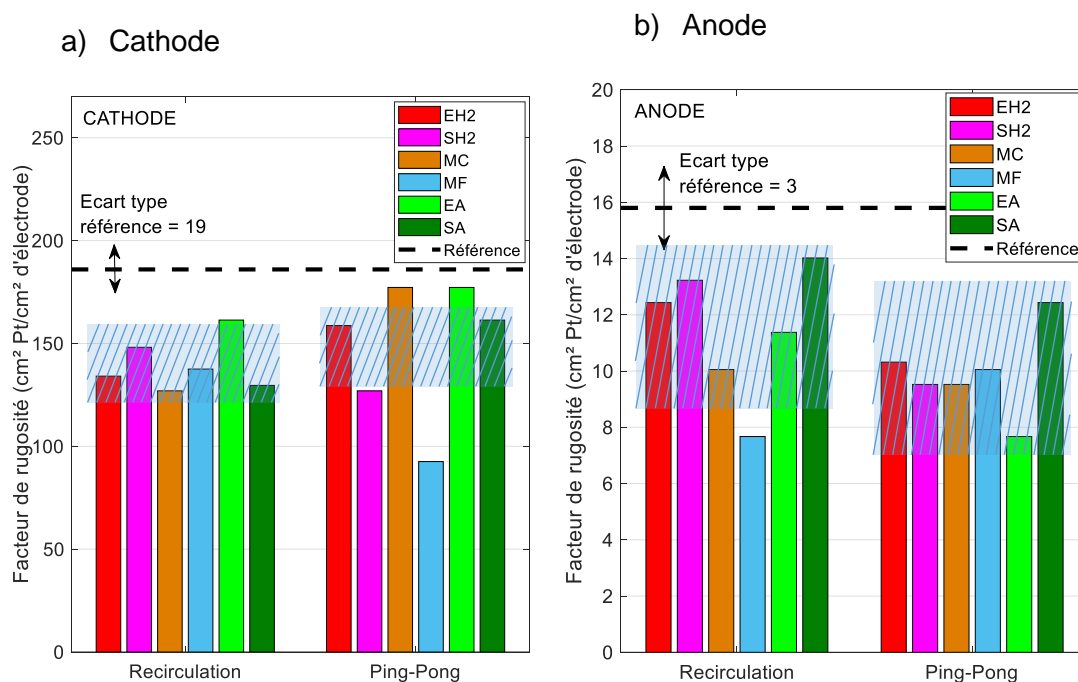 a) Cathode
CATHODE
EH2
SH2
MC
MF
EA
SA
Référence
Ecart type
référence = 19
Facteur de rugosité (cm² Pt/cm² d'électrode)
250
200
150
100
50
0
Recirculation
Ping-Pong
b) Anode
ANODE
EH2
SH2
MC
MF
EA
SA
Référence
Ecart type
référence = 3
Facteur de rugosité (cm² Pt/cm² d'électrode)
20
18
16
14
12
10
8
6
4
2
0
Recirculation
Ping-Pong